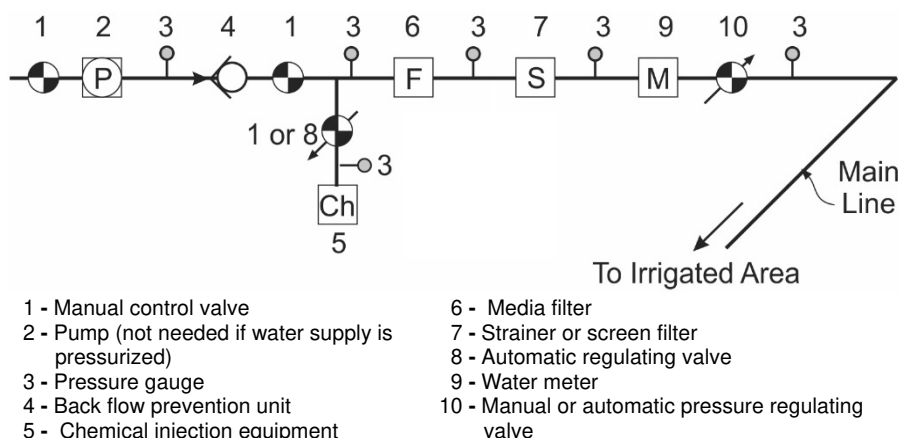 1 2 3 4 1 3 6 3 7 3 9 10 3
P F S M
1 or 8
3
Ch
5
Main
Line
To Irrigated Area
1 - Manual control valve
2 - Pump (not needed if water supply is
pressurized)
3 - Pressure gauge
4 - Back flow prevention unit
5 - Chemical injection equipment
6 - Media filter
7 - Strainer or screen filter
8 - Automatic regulating valve
9 - Water meter
10 - Manual or automatic pressure regulating
valve